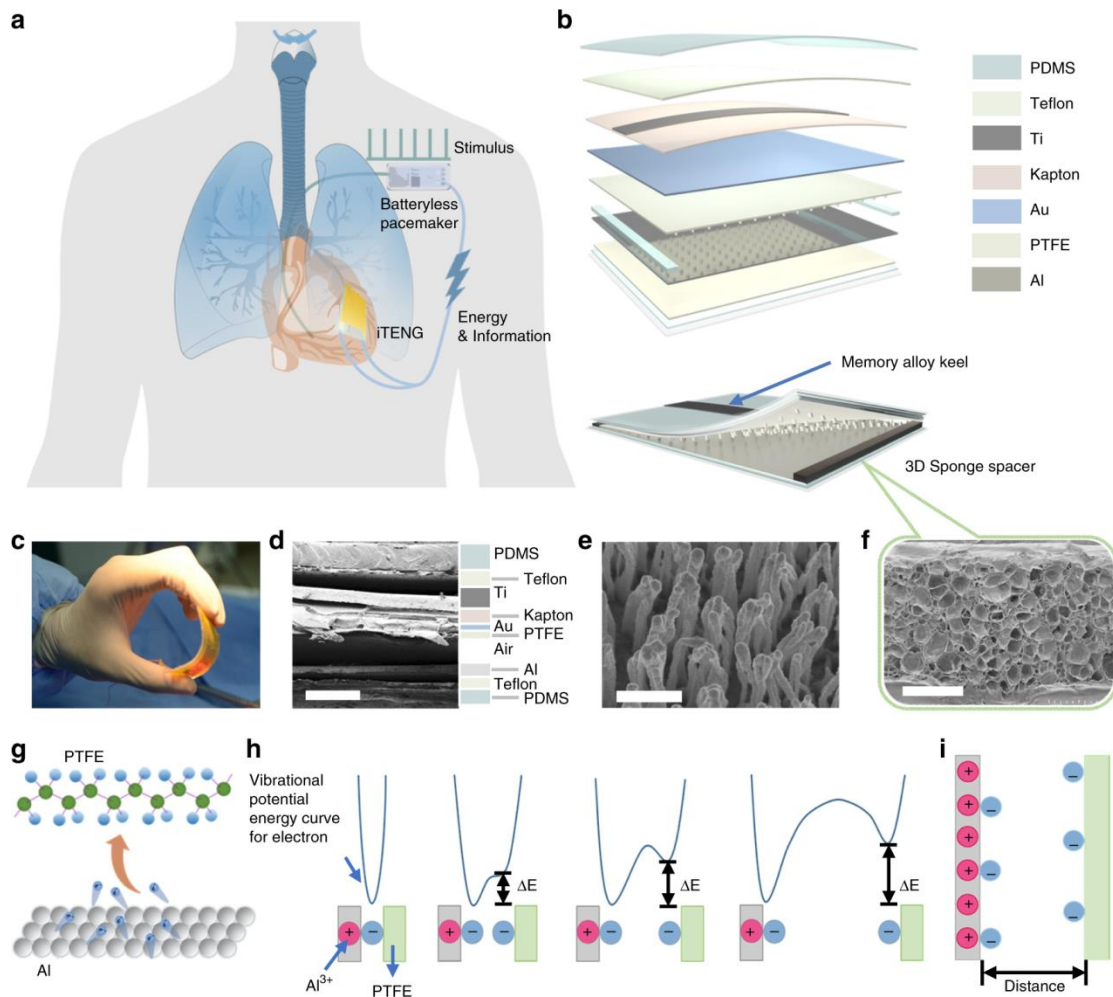 a
Stimulus
Batteryless
pacemaker
iTENG
Energy
& Information
b
PDMS
Teflon
Ti
Kapton
Au
PTFE
Al
Memory alloy keel
3D Sponge spacer
c
d
PDMS
Teflon
Ti
Kapton
Au
PTFE
Air
Al
Teflon
PDMS
e
f
g
PTFE
Al
h
Vibrational
potential
energy curve
for electron
ΔE
ΔE
ΔE
+
−
−
+
−
−
+
−
−
+
−
Al³⁺
PTFE
i
+
−
+
−
+
−
+
−
+
−
+
−
Distance